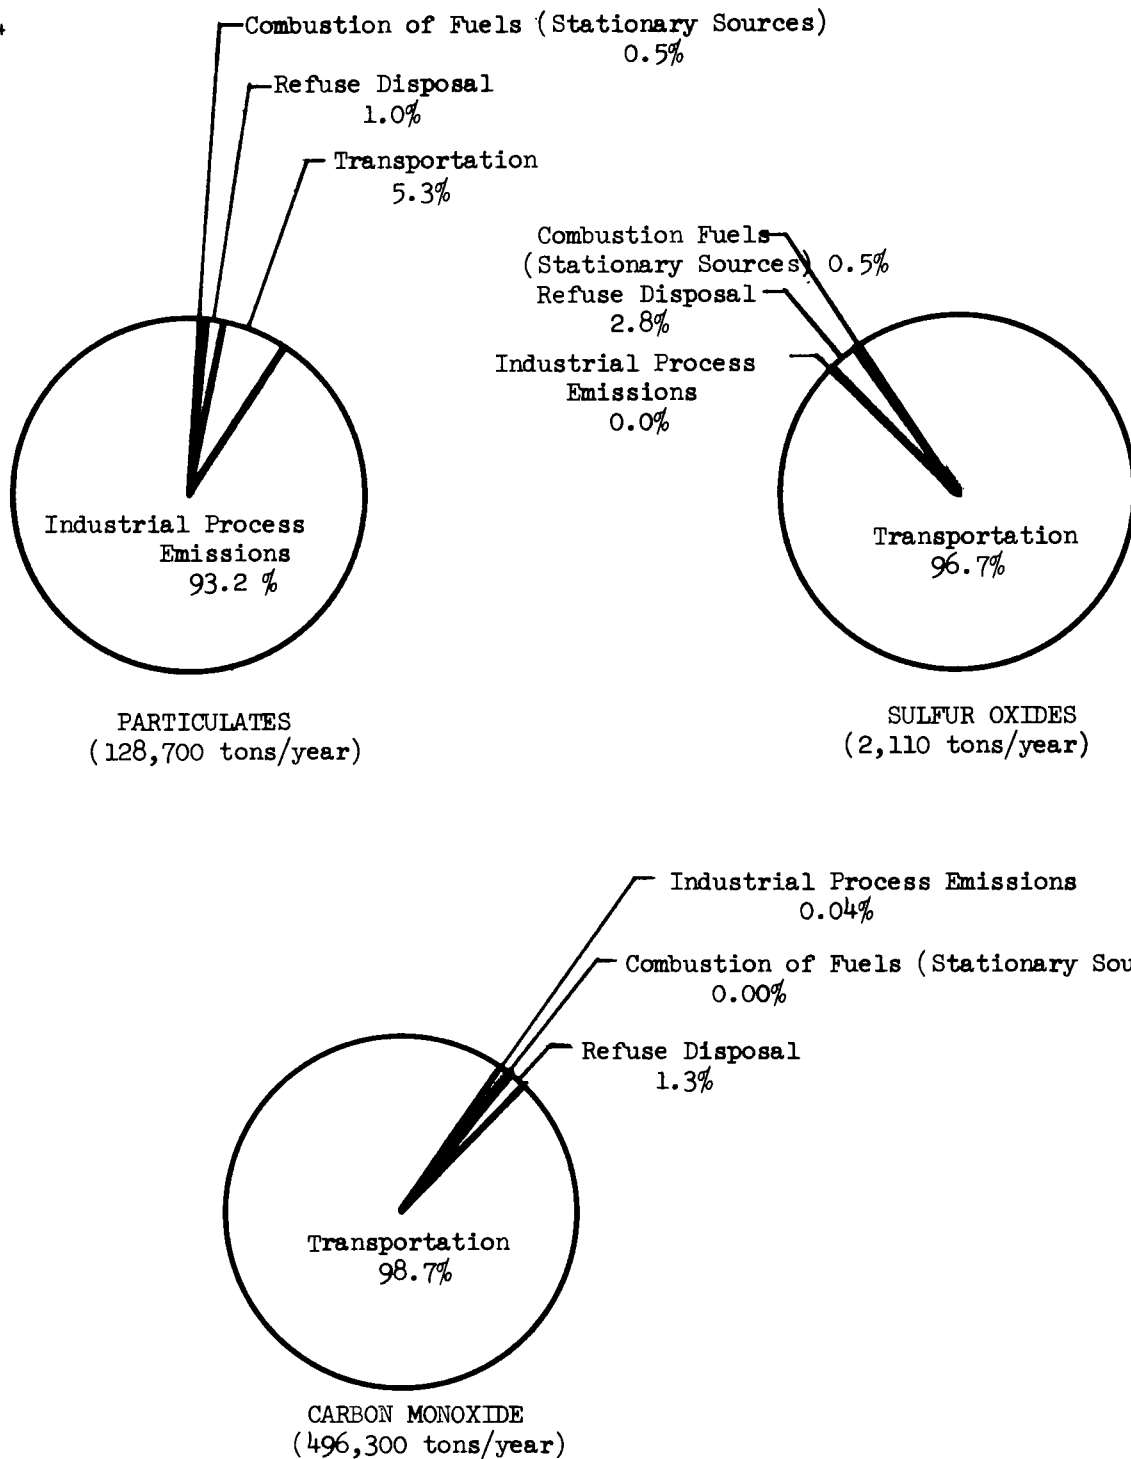 Combustion of Fuels (Stationary Sources)
0.5%
Refuse Disposal
1.0%
Transportation
5.3%
Industrial Process
Emissions
93.2 %
PARTICULATES
(128,700 tons/year)
Combustion Fuels
(Stationary Sources) 0.5%
Refuse Disposal
2.8%
Industrial Process
Emissions
0.0%
Transportation
96.7%
SULFUR OXIDES
(2,110 tons/year)
Industrial Process Emissions
0.04%
Combustion of Fuels (Stationary Sou
0.00%
Refuse Disposal
1.3%
Transportation
98.7%
CARBON MONOXIDE
(496,300 tons/year)